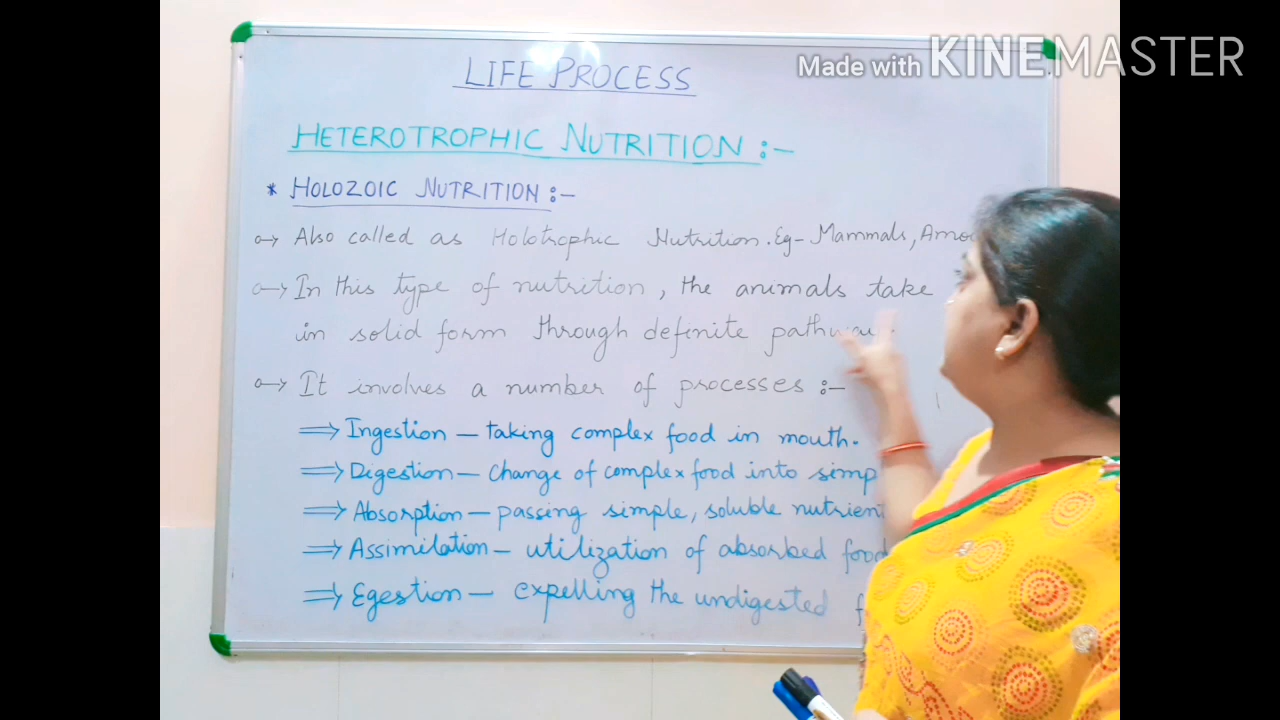 Made with KINEMASTER
LIFE PROCESS
HETEROTROPHIC NUTRITION :-
* HOLOZOIC NUTRITION :-
Also called as Holotrophic Nutrition. Eg- Mammals,
In this type of nutrition, the animals take
in solid form through definite pathway.
It involves a number of processes :-
⇒ Ingestion - taking complex food in mouth.
⇒ Digestion - change of complex food into
⇒ Absorption - passing simple, soluble
⇒ Assimilation - utilization of absorbed food
⇒ Egestion - expelling the undigested